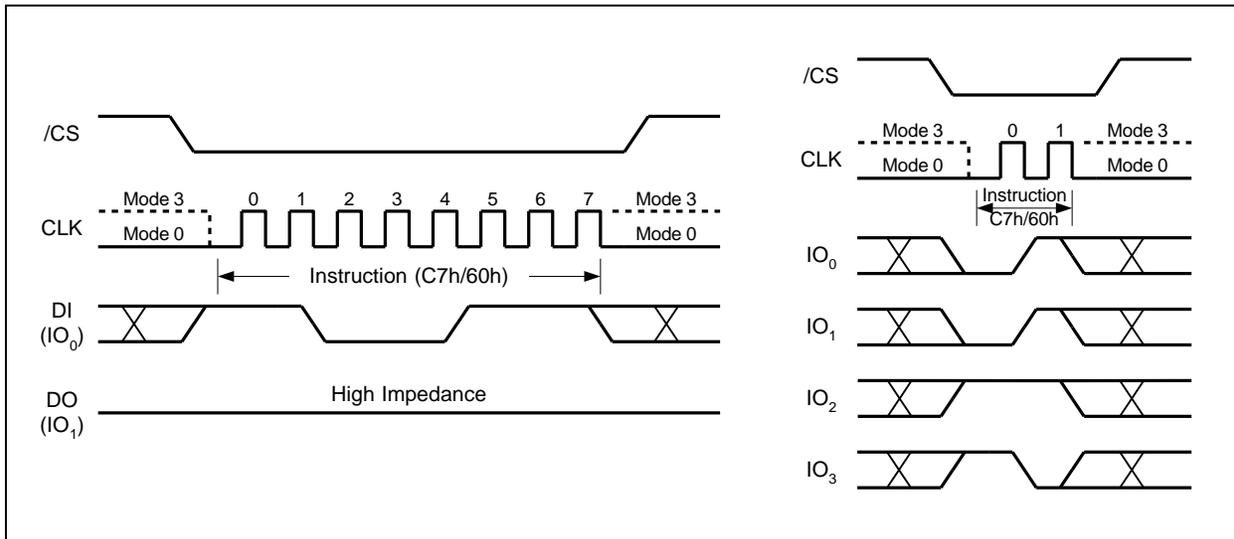 /CS
Mode 3
0
1
2
3
4
5
6
7
Mode 3
CLK
Mode 0
Mode 0
Instruction (C7h/60h)
DI
(IO0)
High Impedance
DO
(IO1)
/CS
Mode 3
0
1
Mode 3
CLK
Mode 0
Mode 0
Instruction
C7h/60h
IO0
IO1
IO2
IO3